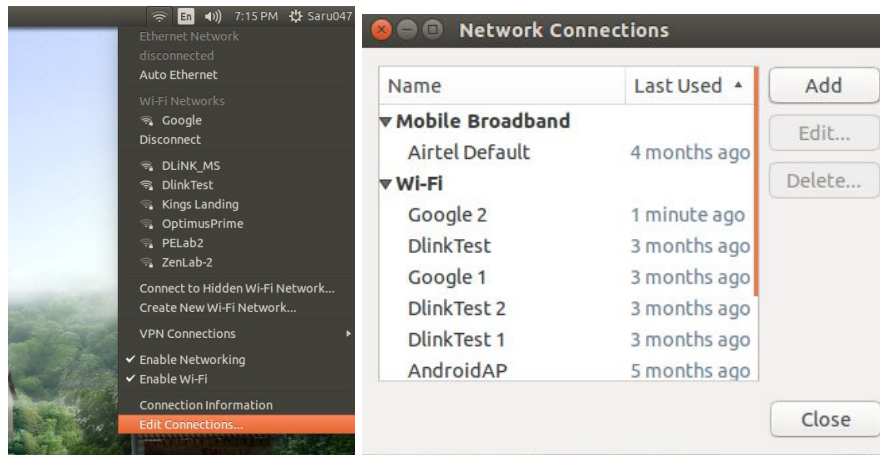 En 7:15 PM Saru047
Ethernet Network
disconnected
Auto Ethernet
Wi-Fi Networks
Google
Disconnect
DLiNK_MS
DlinkTest
Kings Landing
OptimusPrime
PELab2
ZenLab-2
Connect to Hidden Wi-Fi Network...
Create New Wi-Fi Network...
VPN Connections
Enable Networking
Enable Wi-Fi
Connection Information
Edit Connections...
Network Connections
Name Last Used
Mobile Broadband
Airtel Default 4 months ago
Wi-Fi
Google 2 1 minute ago
DlinkTest 3 months ago
Google 1 3 months ago
DlinkTest 2 3 months ago
DlinkTest 1 3 months ago
AndroidAP 5 months ago
Add
Edit...
Delete...
Close